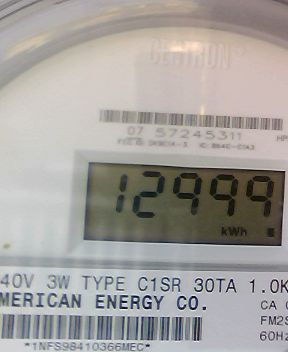 CENTRON
07 57245311
12999
kWh
40V 3W TYPE C1SR 30TA 1.0K
MERICAN ENERGY CO.
CA
FM2S
60Hz
*1NFS98410366MEC*